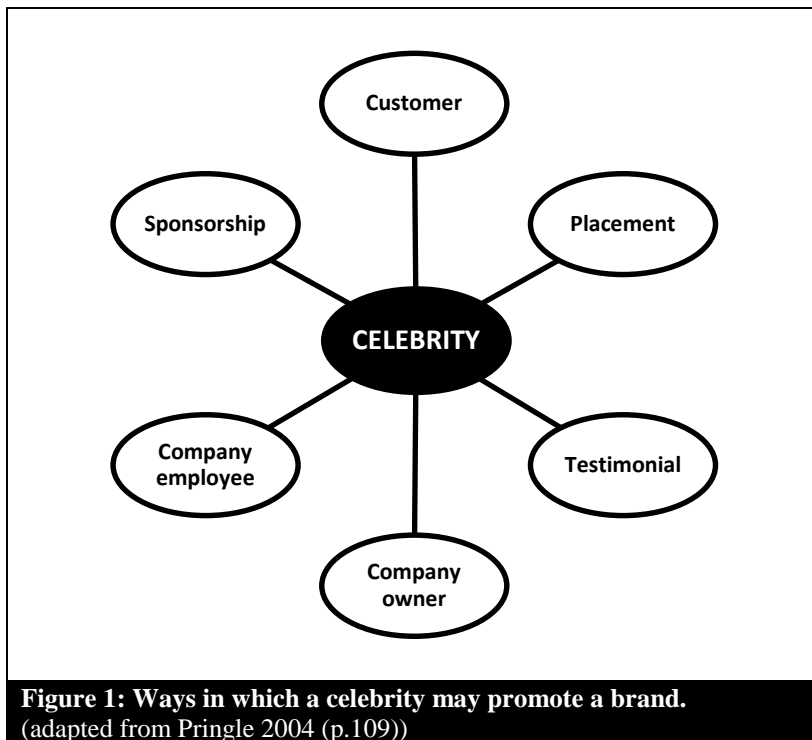 Customer
Sponsorship
Placement
CELEBRITY
Company
employee
Testimonial
Company
owner
Figure 1: Ways in which a celebrity may promote a brand.
(adapted from Pringle 2004 (p.109))